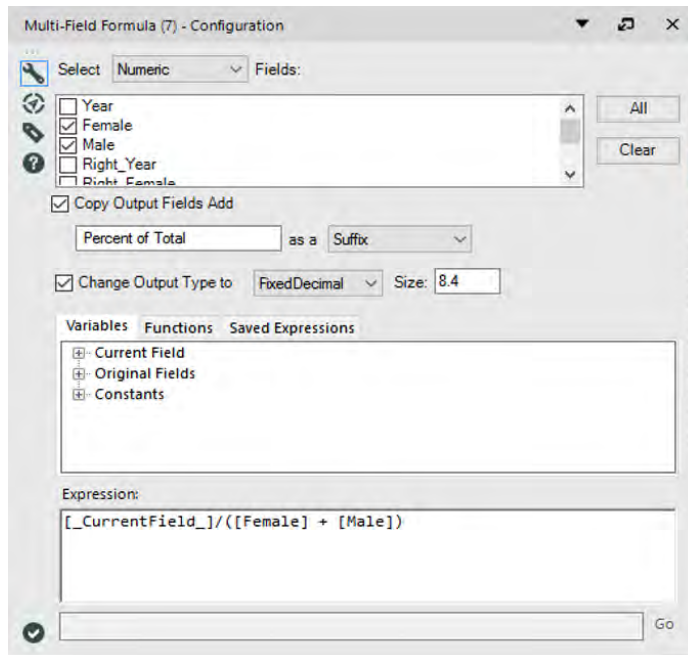 Multi-Field Formula (7) - Configuration
Select Numeric Fields:
Year
Female
Male
Right_Year
Right_Female
All
Clear
Copy Output Fields Add
Percent of Total as a Suffix
Change Output Type to FixedDecimal Size: 8.4
Variables Functions Saved Expressions
Current Field
Original Fields
Constants
Expression:
[_CurrentField_]/([Female] + [Male])
Go